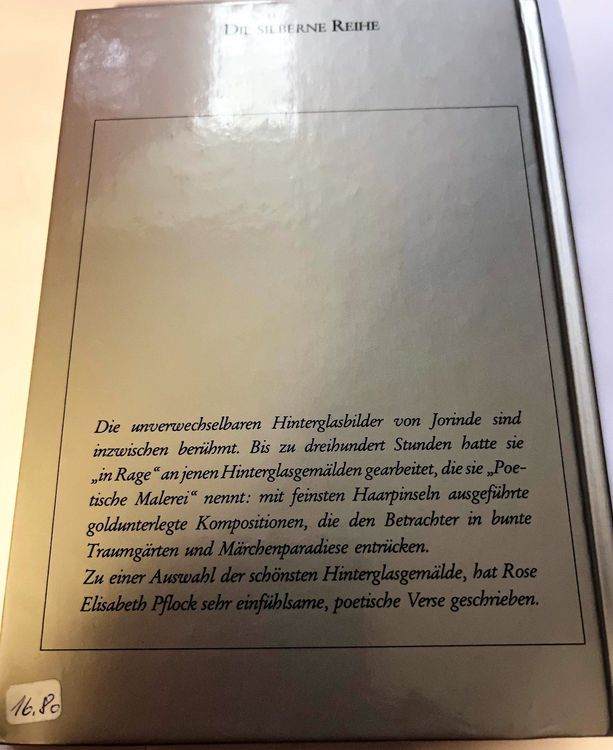 DIE SILBERNE REIHE
Die unverwechselbaren Hinterglasbilder von Jorinde sind
inzwischen berühmt. Bis zu dreihundert Stunden hatte sie
„in Rage“ an jenen Hinterglasgemälden gearbeitet, die sie „Poe-
tische Malerei“ nennt: mit feinsten Haarpinseln ausgeführte
goldunterlegte Kompositionen, die den Betrachter in bunte
Traumgärten und Märchenparadiese entrücken.
Zu einer Auswahl der schönsten Hinterglasgemälde, hat Rose
Elisabeth Pflock sehr einfühlsame, poetische Verse geschrieben.
16.80